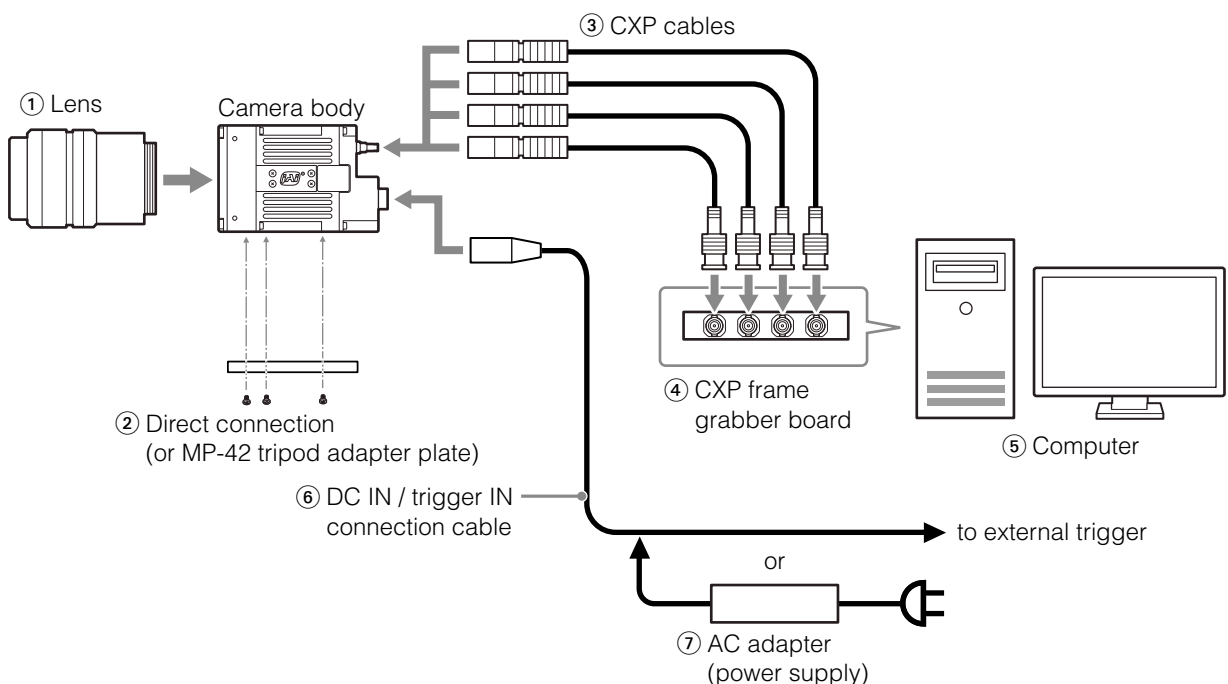 ③ CXP cables
① Lens
Camera body
JAI
④ CXP frame
grabber board
⑤ Computer
② Direct connection
(or MP-42 tripod adapter plate)
⑥ DC IN / trigger IN
connection cable
to external trigger
or
⑦ AC adapter
(power supply)